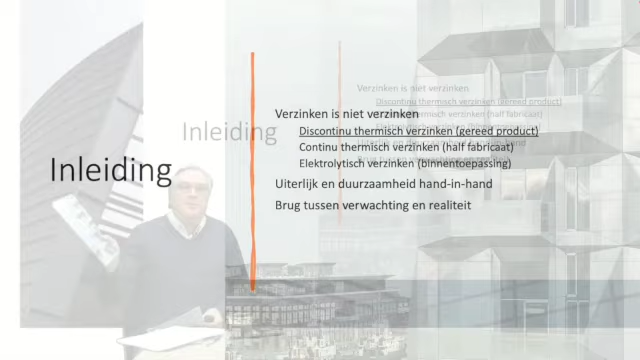 Inleiding
Inleiding
Verzinken is niet verzinken
Discontinu thermisch verzinken (gereed product)
Continu thermisch verzinken (half fabricaat)
Elektrolytisch verzinken (binnentoepassing)
Uiterlijk en duurzaamheid hand-in-hand
Brug tussen verwachting en realiteit
Verzinken is niet verzinken
Discontinu thermisch verzinken (gereed product)